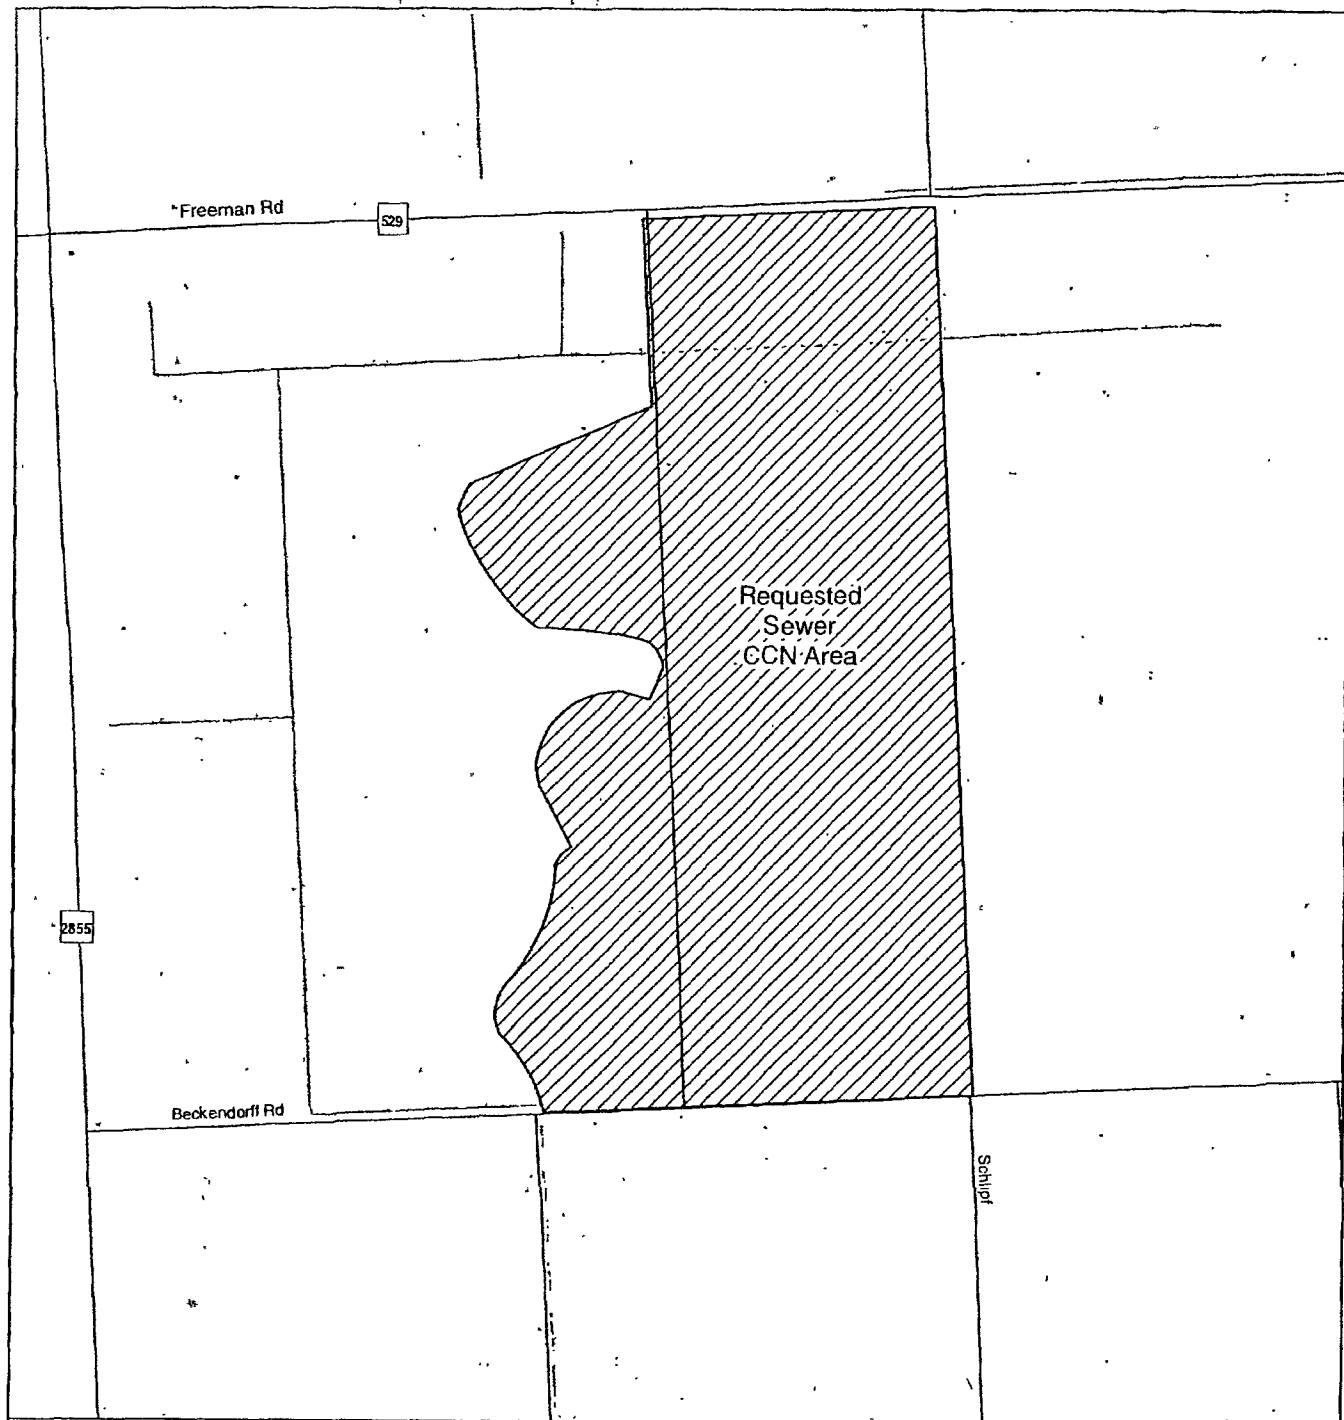 Freeman Rd
529
Requested
Sewer
CCN Area
2855
Beckendorff Rd
Schlipf